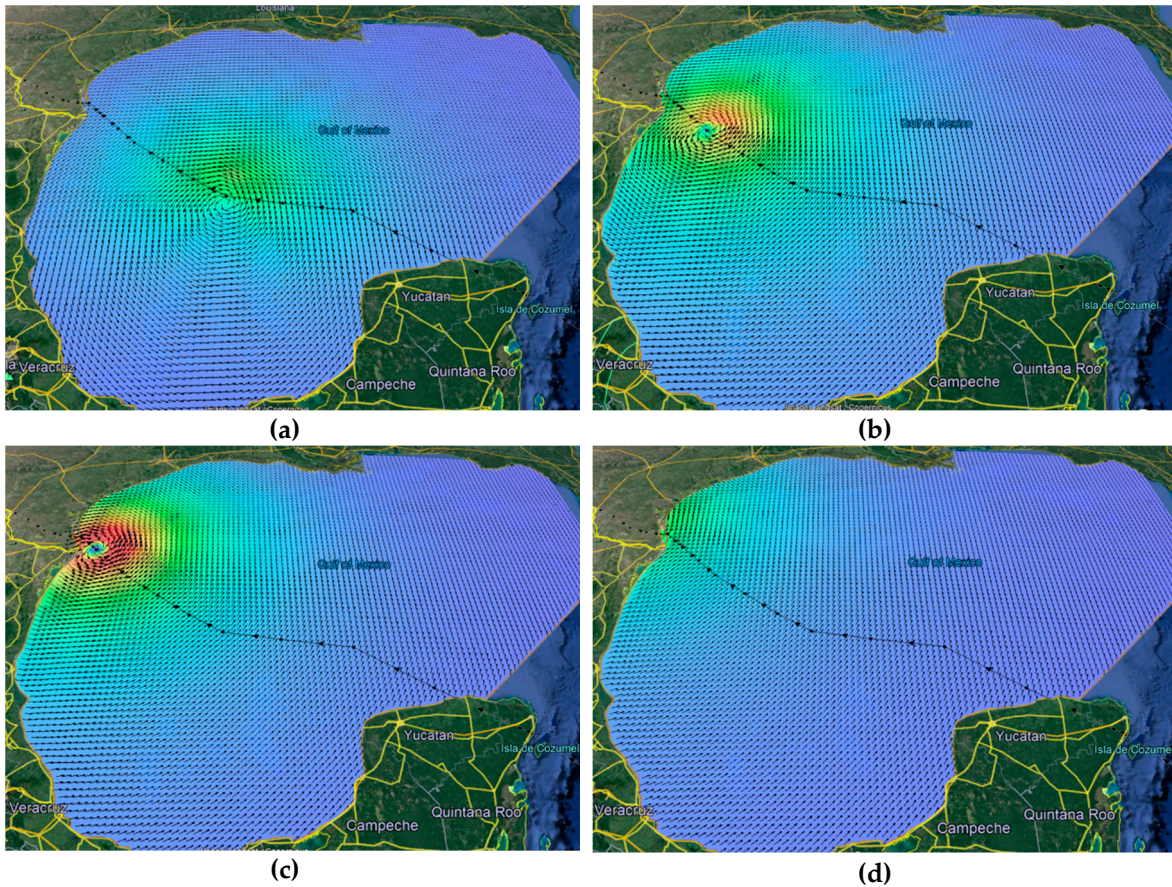 Louisiana
Gulf of Mexico
Yucatan
Isla de Cozumel
Veracruz
Campeche
Quintana Roo
(a)
Gulf of Mexico
Yucatan
Isla de Cozumel
Veracruz
Campeche
Quintana Roo
(b)
Gulf of Mexico
Yucatan
Isla de Cozumel
Veracruz
Campeche
Quintana Roo
(c)
Gulf of Mexico
Yucatan
Isla de Cozumel
Veracruz
Campeche
Quintana Roo
(d)